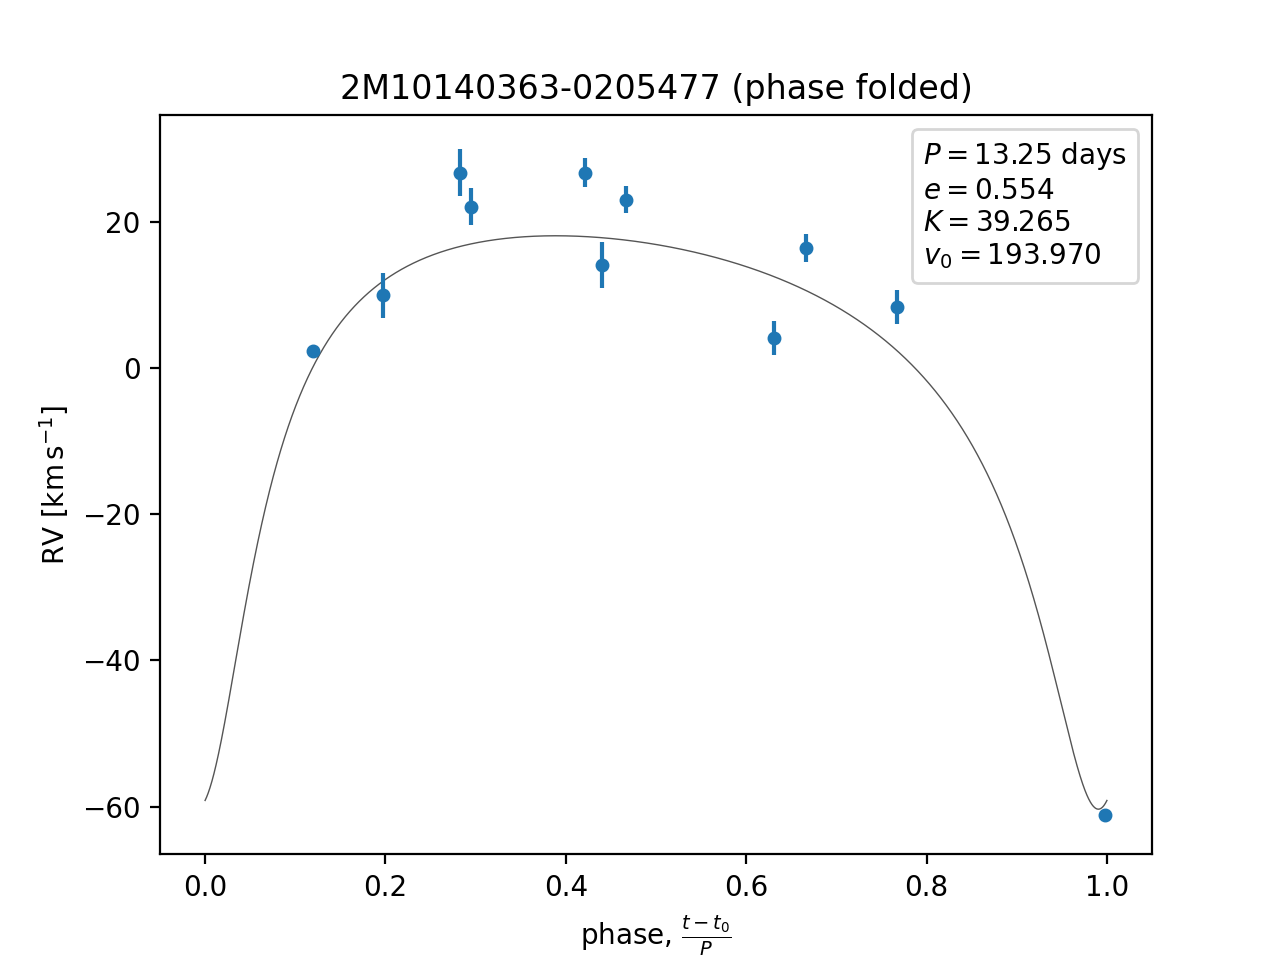 2M10140363-0205477 (phase folded)
P = 13.25 days
e = 0.554
K = 39.265
v₀ = 193.970
RV [km s⁻¹]
20
0
−20
−40
−60
0.0 0.2 0.4 0.6 0.8 1.0
phase, (t − t₀)/P